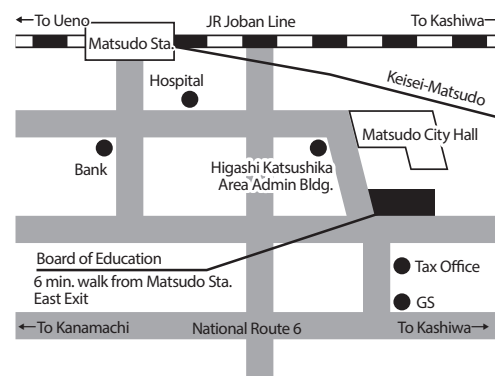 ←To Ueno
JR Joban Line
To Kashiwa→
Matsudo Sta.
Hospital
Keisei-Matsudo
Matsudo City Hall
Bank
Higashi Katsushika
Area Admin Bldg.
Board of Education
6 min. walk from Matsudo Sta.
East Exit
Tax Office
GS
←To Kanamachi
National Route 6
To Kashiwa→